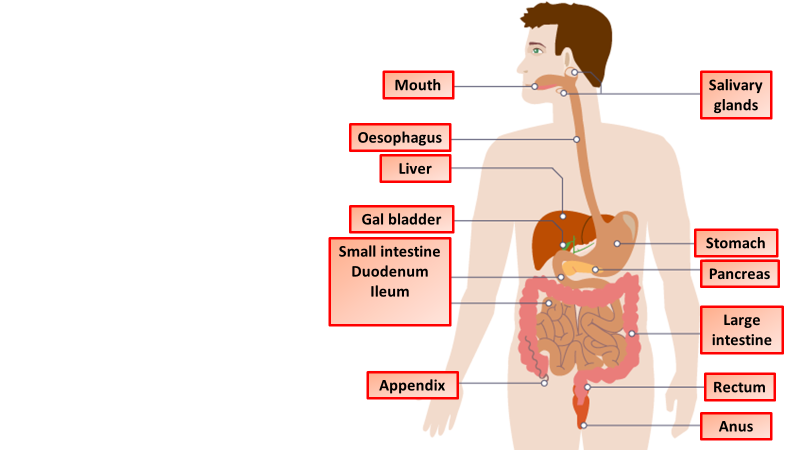 Mouth
Salivary
glands
Oesophagus
Liver
Gal bladder
Small intestine
Duodenum
Ileum
Stomach
Pancreas
Large
intestine
Appendix
Rectum
Anus